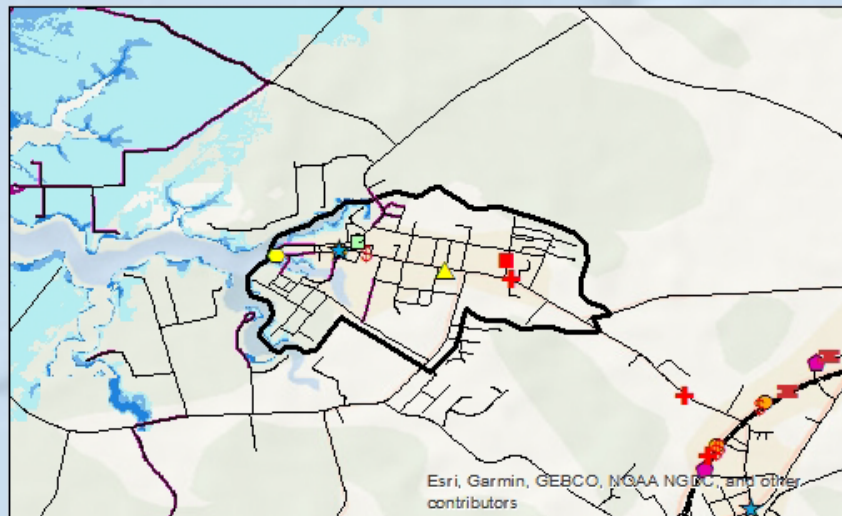 Esri, Garmin, GEBCO, NOAA NGDC, and other
contributors